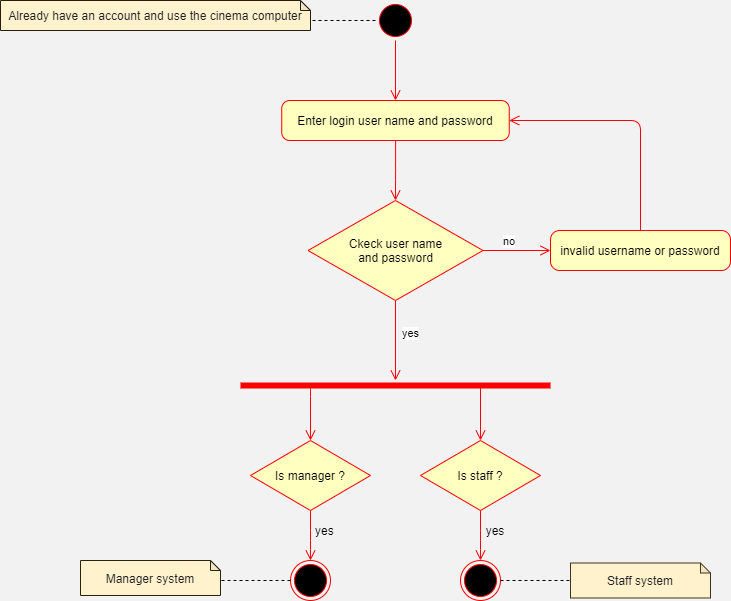 Already have an account and use the cinema computer
Enter login user name and password
Ckeck user name
and password
no
invalid username or password
yes
Is manager ?
Is staff ?
yes
yes
Manager system
Staff system